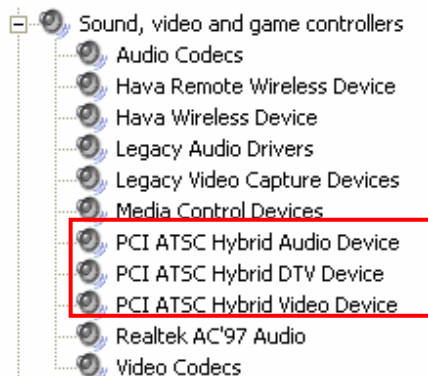 Sound, video and game controllers
Audio Codecs
Hava Remote Wireless Device
Hava Wireless Device
Legacy Audio Drivers
Legacy Video Capture Devices
Media Control Devices
PCI ATSC Hybrid Audio Device
PCI ATSC Hybrid DTV Device
PCI ATSC Hybrid Video Device
Realtek AC'97 Audio
Video Codecs